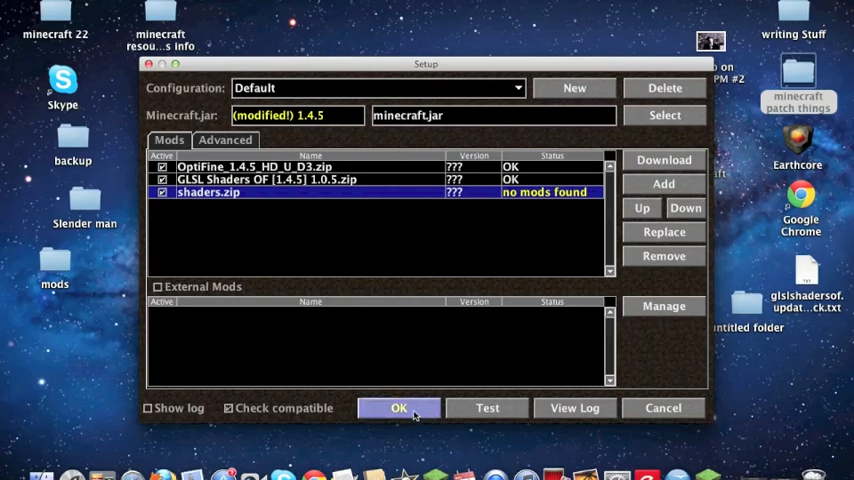 minecraft 22
minecraft
resou...s info
writing Stuff
Setup
on
PM #2
Configuration:
Default
New
Delete
Skype
minecraft
patch things
Minecraft.jar:
(modified!) 1.4.5
minecraft.jar
Select
Mods
Advanced
Active
Name
Version
Status
Download
OptiFine_1.4.5_HD_U_D3.zip
???
OK
GLSL Shaders OF [1.4.5] 1.0.5.zip
???
OK
shaders.zip
???
no mods found
backup
Earthcore
Add
Up
Down
Slender man
Replace
Google
Chrome
Remove
mods
External Mods
Active
Name
Version
Status
Manage
glslshadersof.
updat...ck.txt
untitled folder
Show log
Check compatible
OK
Test
View Log
Cancel